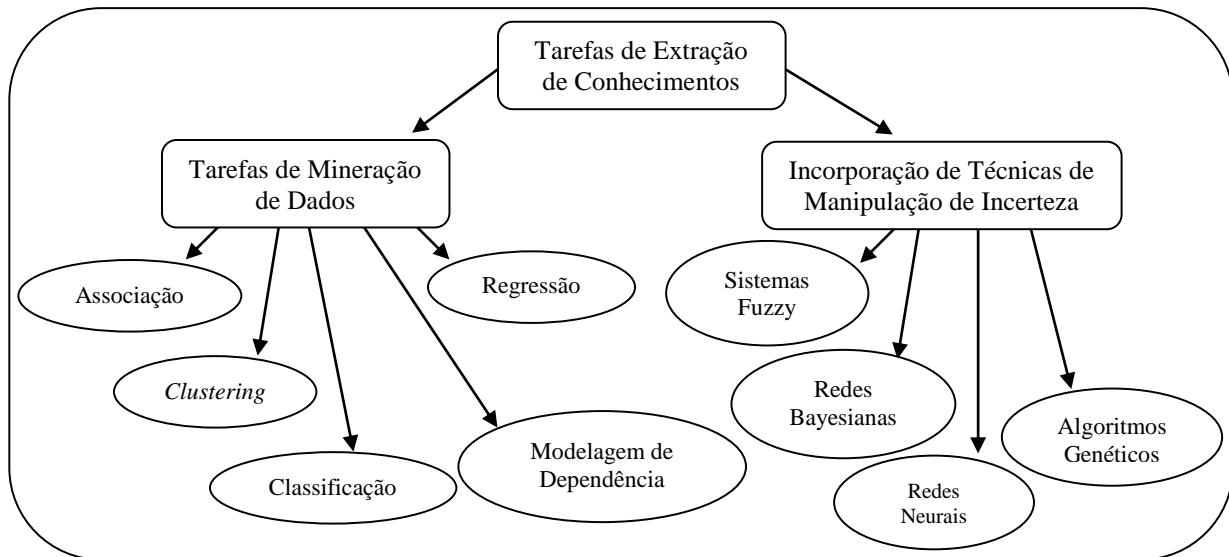 Tarefas de Extração
de Conhecimentos
Tarefas de Mineração
de Dados
Incorporação de Técnicas de
Manipulação de Incerteza
Associação
Regressão
Sistemas
Fuzzy
Clustering
Redes
Bayesianas
Algoritmos
Genéticos
Modelagem de
Dependência
Classificação
Redes
Neurais